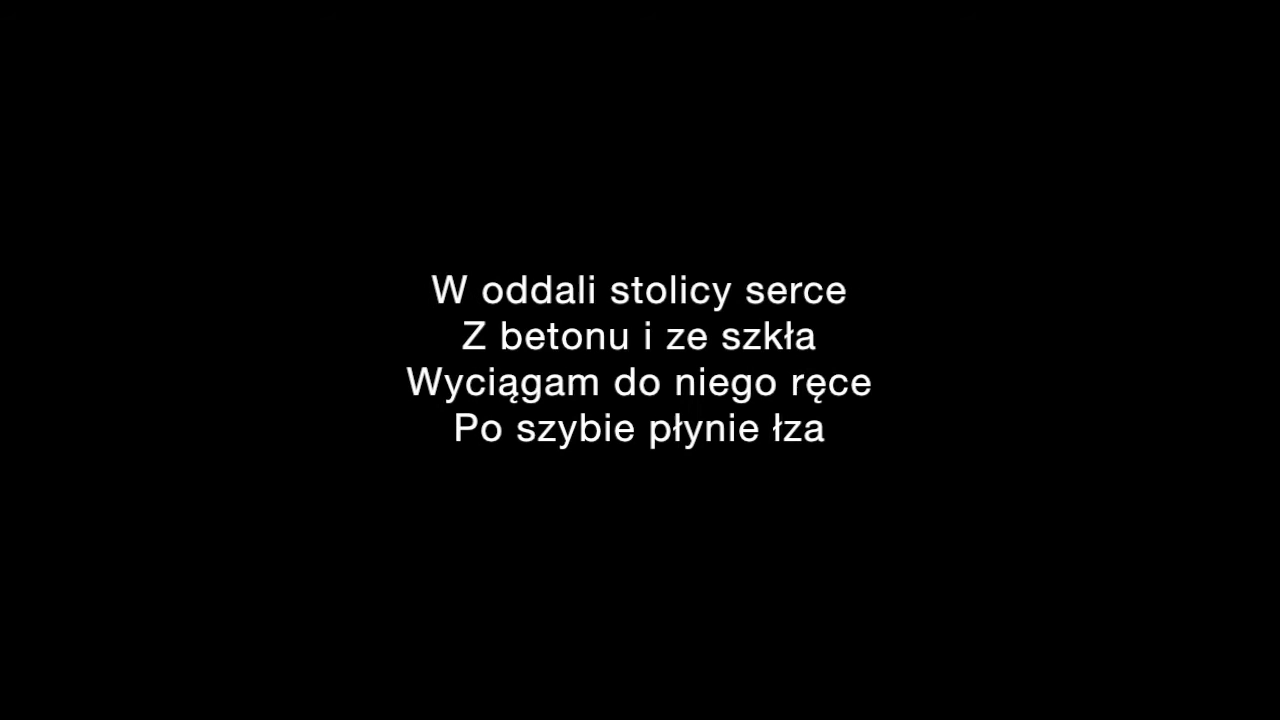 W oddali stolicy serce
Z betonu i ze szkła
Wyciągam do niego ręce
Po szybie płynie łza